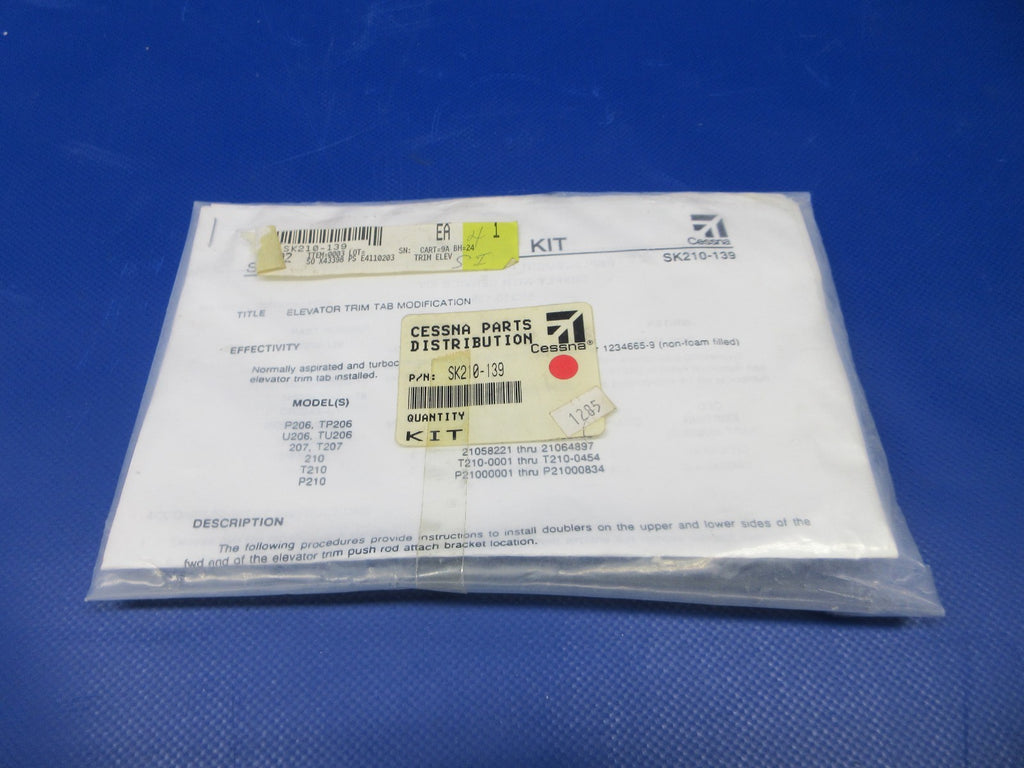 SK210-139
ITEM:0003 LOT:
SO X43398 PS E4110203
EA
SN: CART=9A BH=24
TRIM ELEV
1
KIT
Cessna
SK210-139
TITLE ELEVATOR TRIM TAB MODIFICATION
EFFECTIVITY
Normally aspirated and 1234665-9 (non-foam filled)
elevator trim tab installed.
CESSNA PARTS
DISTRIBUTION
Cessna®
P/N: SK210-139
QUANTITY
KIT
1285
MODEL(S)
P206, TP206
U206, TU206
207, T207
210 21058221 thru 21064897
T210 T210-0001 thru T210-0454
P210 P21000001 thru P21000834
DESCRIPTION
The following procedures provide instructions to install doublers on the upper and lower sides of the
fwd end of the elevator trim push rod attach bracket location.